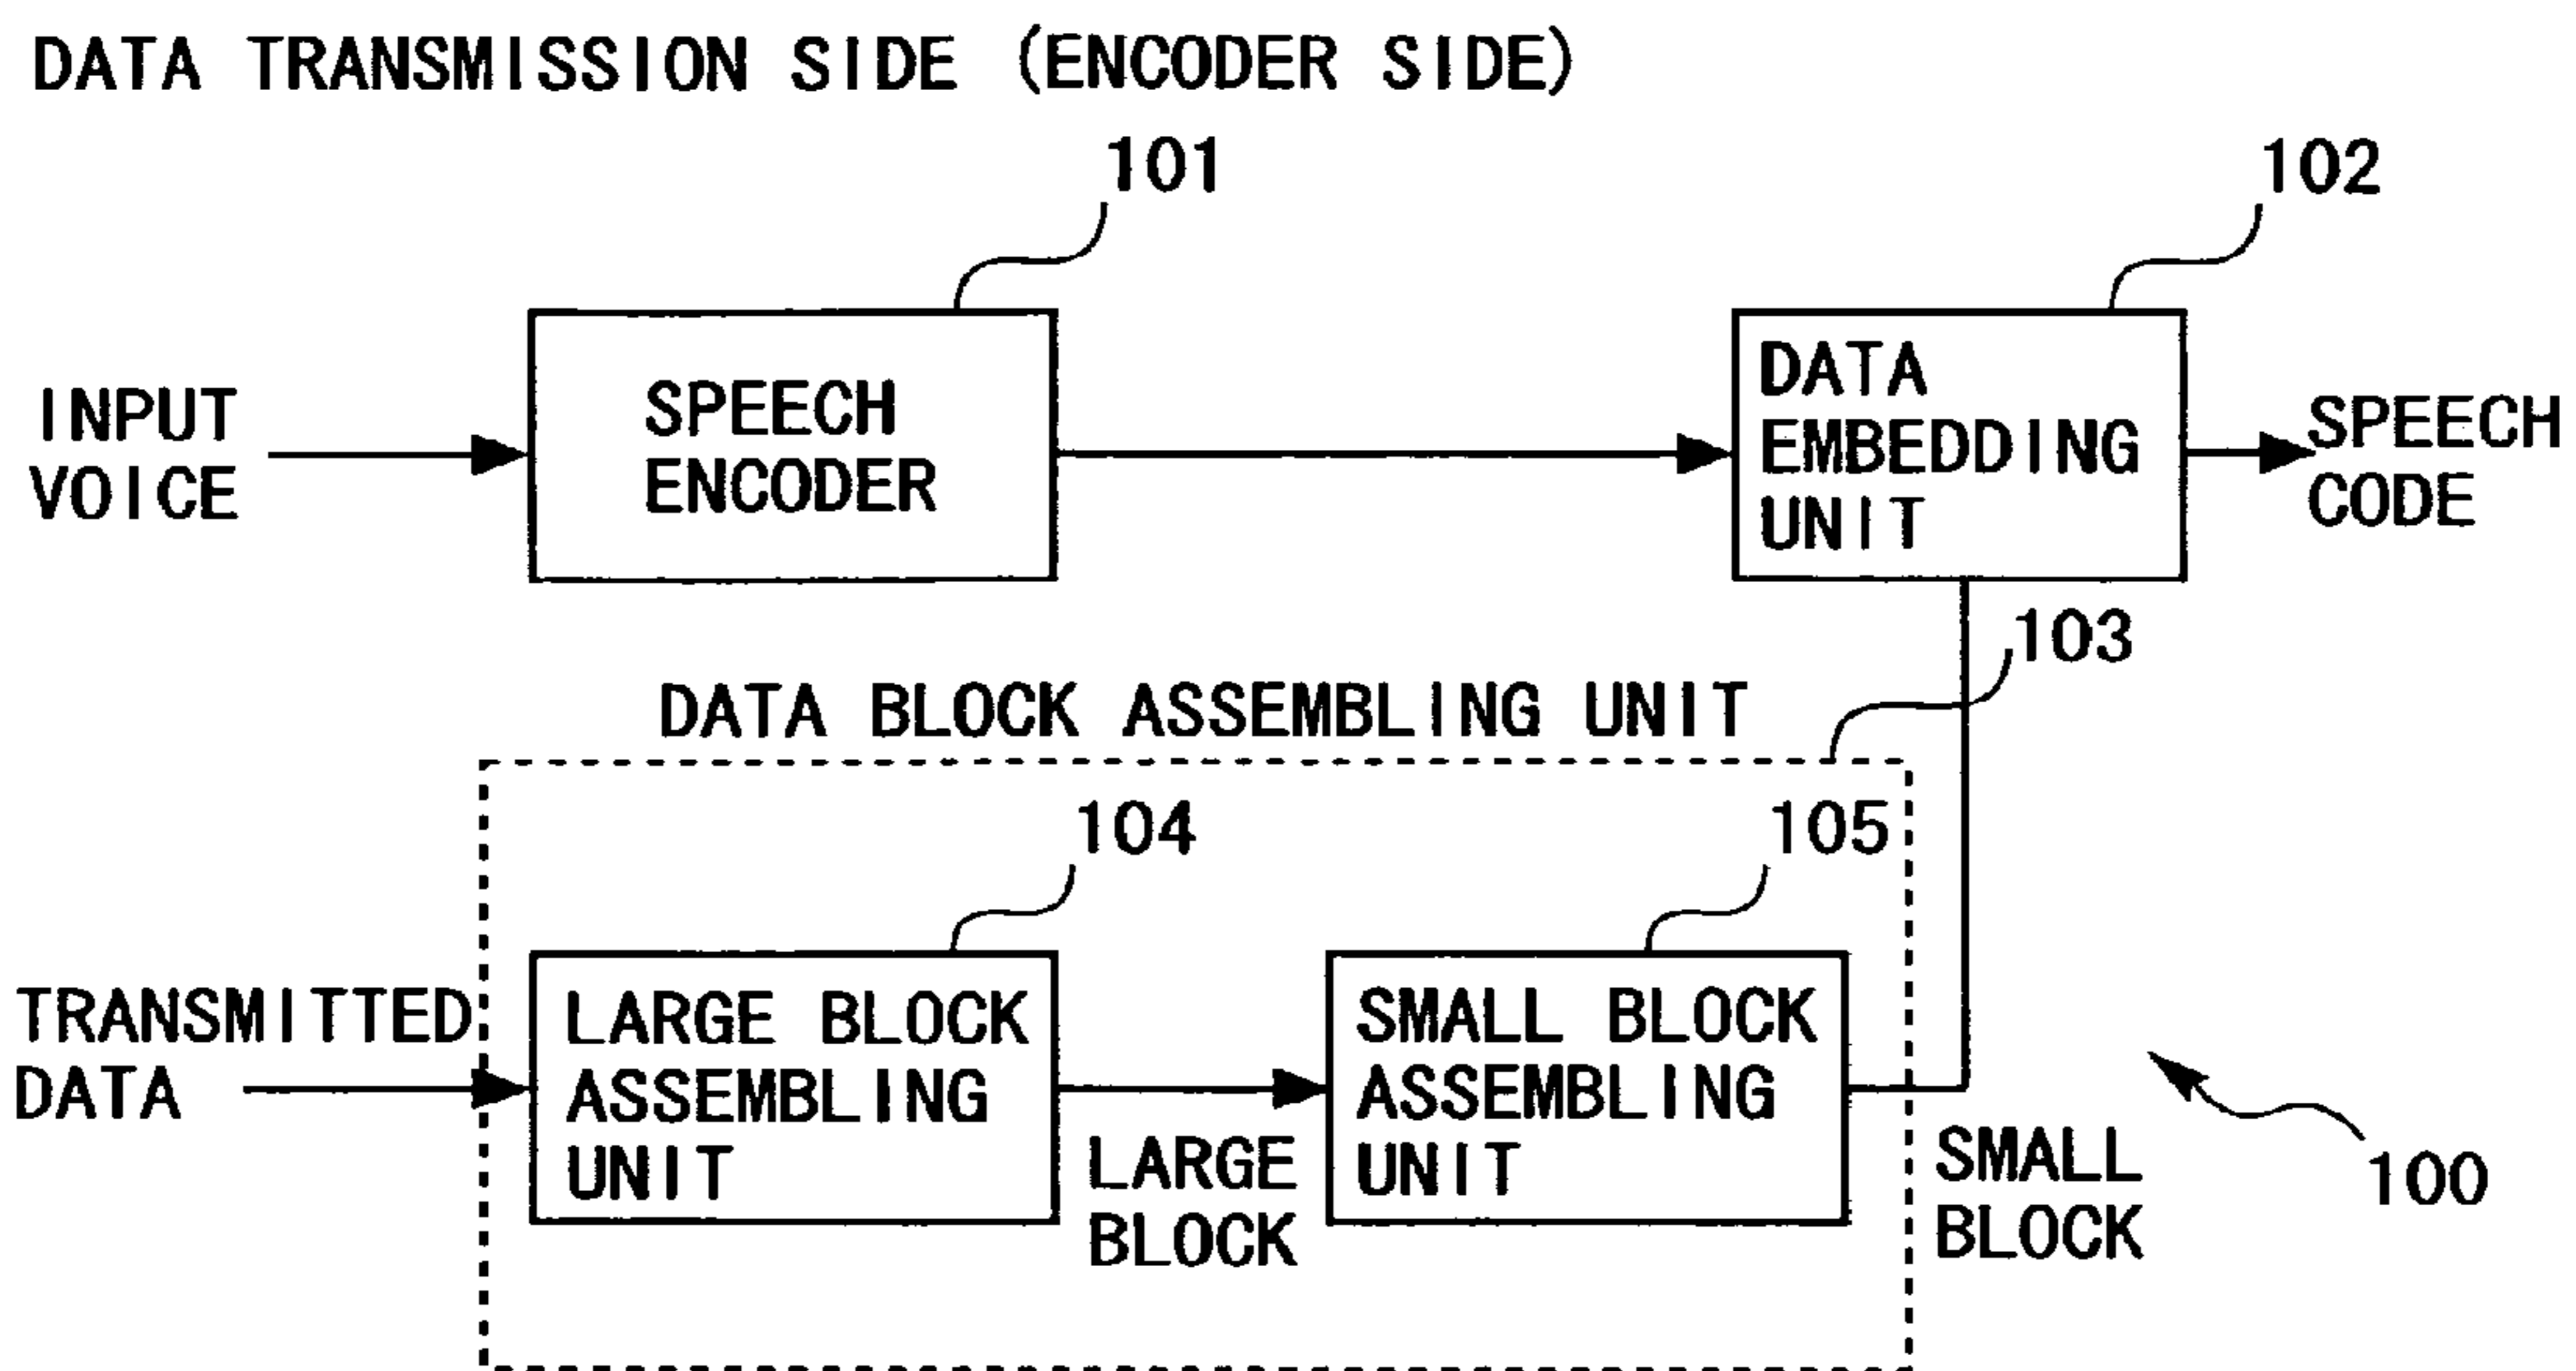 DATA TRANSMISSION SIDE (ENCODER SIDE)
101
102
INPUT
VOICE
SPEECH
ENCODER
DATA
EMBEDDING
UNIT
SPEECH
CODE
103
DATA BLOCK ASSEMBLING UNIT
104
105
TRANSMITTED
DATA
LARGE BLOCK
ASSEMBLING
UNIT
LARGE
BLOCK
SMALL BLOCK
ASSEMBLING
UNIT
SMALL
BLOCK
100